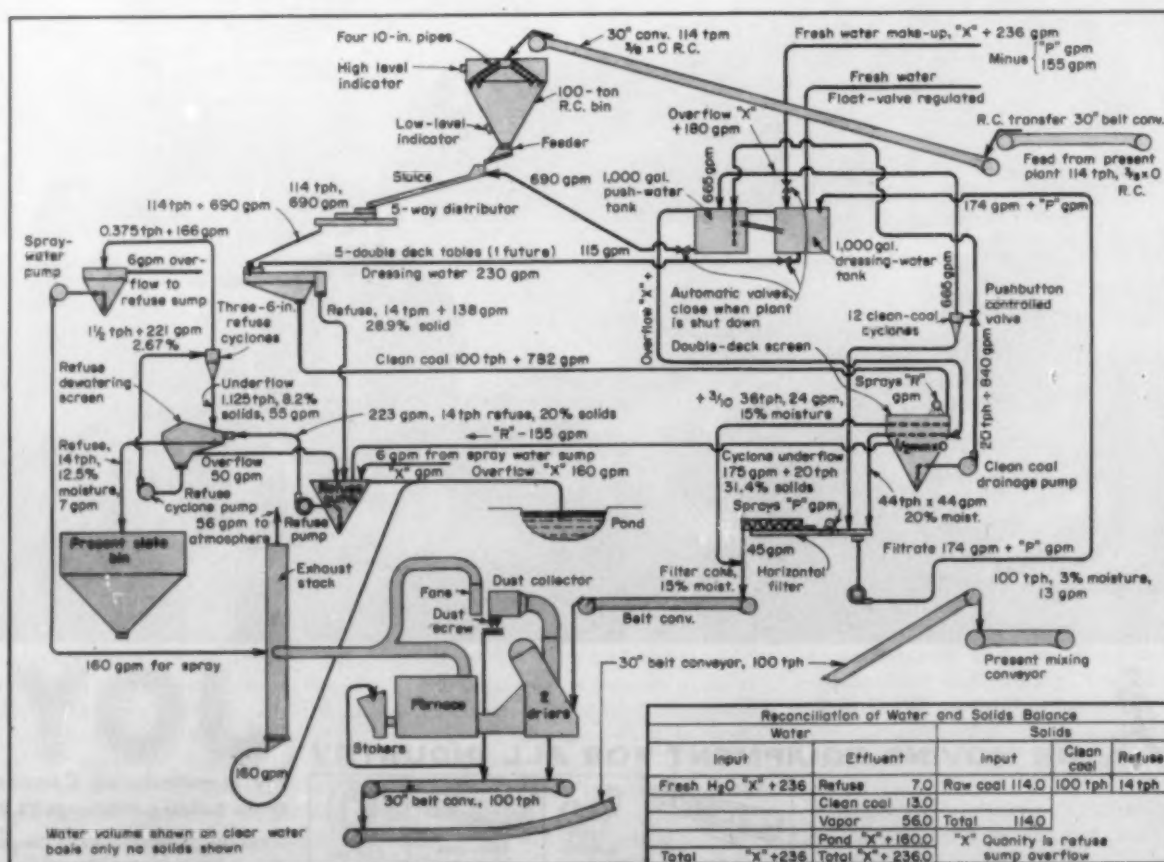 Four 10-in. pipes
High level
indicator
30" conv. 114 tpm
3/8 x 0 R.C.
Fresh water make-up, "X" + 236 gpm
Minus { "P" gpm
155 gpm
Fresh water
Float-valve regulated
100-ton
R.C. bin
Low-level
indicator
Feeder
Overflow "X"
+180 gpm
R.C. transfer 30" belt conv.
Feed from present
plant 114 tph, 3/8 x 0
R.C.
Sluice
114 tph,
690 gpm
690 gpm
1,000 gal.
push-water
tank
665 gpm
174 gpm + "P" gpm
114 tph + 690 gpm
5-way distributor
0.375 tph + 166 gpm
Spray-
water
pump
6 gpm over-
flow to
refuse sump
5-double deck tables (1 future)
115 gpm
Dressing water 230 gpm
1,000 gal.
dressing-water
tank
Three-6-in.
refuse
cyclones
Refuse, 14 tpm + 138 gpm
28.9% solid
Overflow "X"+
Automatic valves,
close when plant
is shut down
665 gpm
Pushbutton
controlled
valve
12 clean-coal
cyclones
1 1/2 tph + 221 gpm
2.67%
Clean coal 100 tph + 782 gpm
Double-deck screen
Refuse
dewatering
screen
Underflow
1.125 tph, 8.2%
solids, 55 gpm
+ 3/10 36 tph, 24 gpm,
15% moisture
Sprays "R"
gpm
20 tph + 840 gpm
223 gpm, 14 tph refuse, 20% solids
"R" - 155 gpm
1/2mmx0
Refuse,
14 tph,
12.5%
moisture,
7 gpm
Overflow
50 gpm
6 gpm from spray water sump
"X" gpm
Overflow "X" 160 gpm
Cyclone underflow
175 gpm + 20 tph
31.4% solids
Clean coal
drainage pump
Refuse
cyclone pump
Refuse
pump
44 tph x 44 gpm
20% moist.
56 gpm to
atmosphere
Pond
Sprays "P" gpm
Present slate
bin
Exhaust
stack
45 gpm
Horizontal
filter
Filtrate 174 gpm + "P" gpm
Fans
Dust collector
Filter cake,
15% moist.
100 tph, 3% moisture,
13 gpm
Dust
screw
Belt conv.
160 gpm for spray
30" belt conveyor, 100 tph
Present mixing
conveyor
Furnace
2
driers
Stokers
160 gpm
30" belt conv., 100 tph
Water volume shown on clear water
basis only no solids shown
Reconciliation of Water and Solids Balance
Water Solids
Input Effluent Input Clean coal Refuse
Fresh H2O "X" + 236 Refuse 7.0 Raw coal 114.0 100 tph 14 tph
Clean coal 13.0
Vapor 56.0 Total 114.0
Pond "X" + 160.0 "X" Quanity is refuse
Total "X" + 236 Total "X" + 236.0 sump overflow